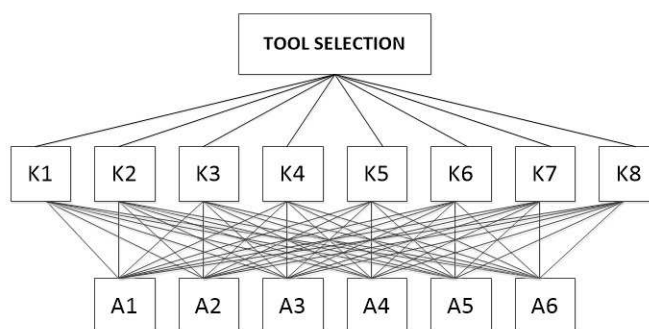 TOOL SELECTION
K1 K2 K3 K4 K5 K6 K7 K8
A1 A2 A3 A4 A5 A6